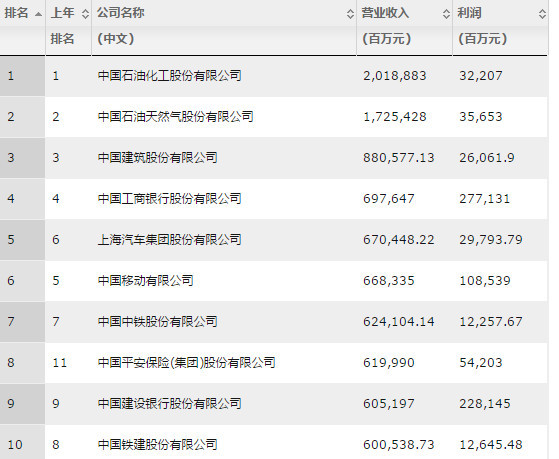 排名 上年 公司名称 营业收入 利润
排名 (中文) (百万元) (百万元)
1 1 中国石油化工股份有限公司 2,018,883 32,207
2 2 中国石油天然气股份有限公司 1,725,428 35,653
3 3 中国建筑股份有限公司 880,577.13 26,061.9
4 4 中国工商银行股份有限公司 697,647 277,131
5 6 上海汽车集团股份有限公司 670,448.22 29,793.79
6 5 中国移动有限公司 668,335 108,539
7 7 中国中铁股份有限公司 624,104.14 12,257.67
8 11 中国平安保险(集团)股份有限公司 619,990 54,203
9 9 中国建设银行股份有限公司 605,197 228,145
10 8 中国铁建股份有限公司 600,538.73 12,645.48